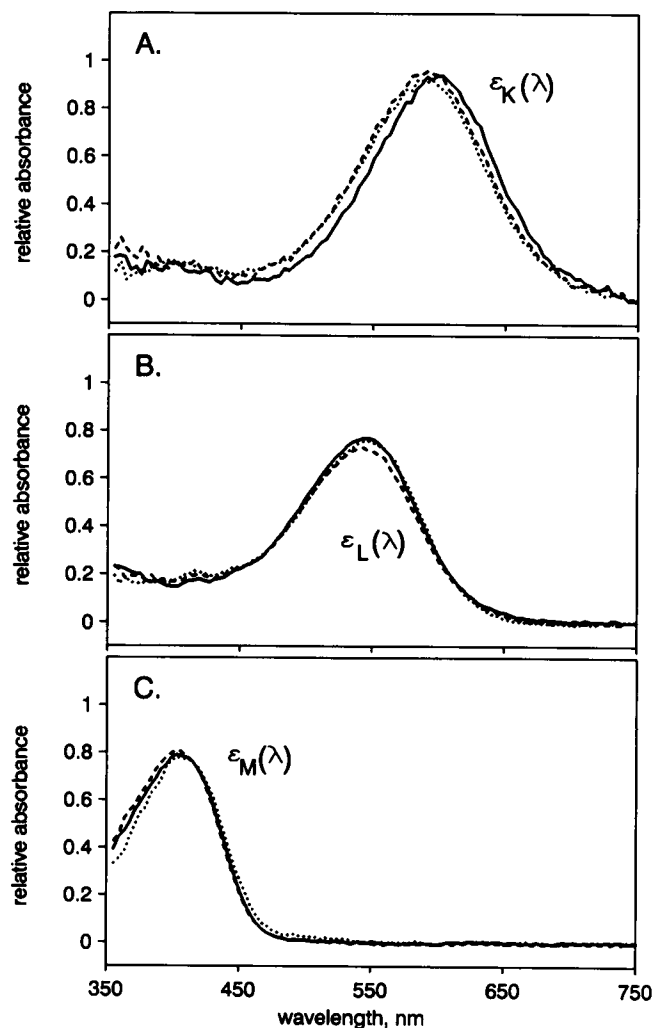 A.
1
0.8
0.6
0.4
0.2
0
relative absorbance
εK(λ)
B.
1
0.8
0.6
0.4
0.2
0
relative absorbance
εL(λ)
C.
1
0.8
0.6
0.4
0.2
0
relative absorbance
εM(λ)
350 450 550 650 750
wavelength, nm